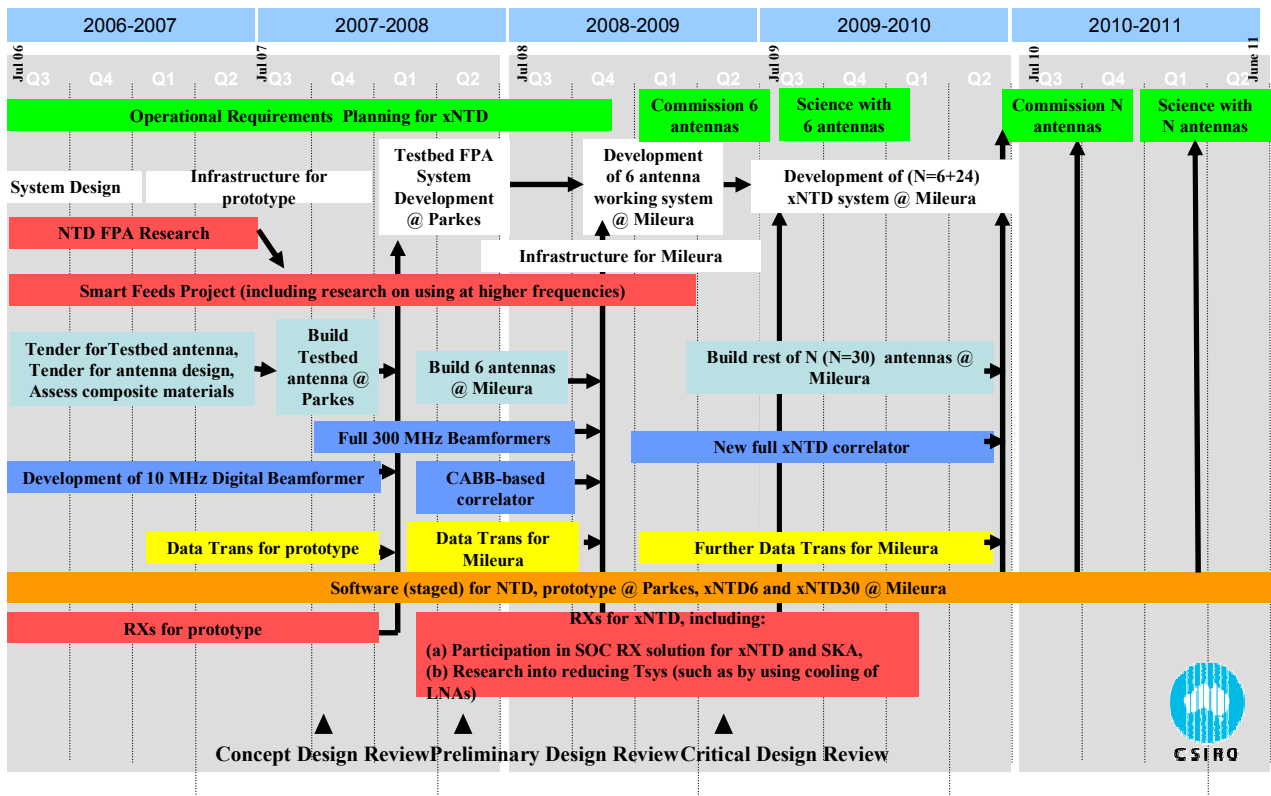 2006-2007
2007-2008
2008-2009
2009-2010
2010-2011
Jul 06
Jul 07
Jul 08
Jul 09
Jul 10
June 11
Q3
Q4
Q1
Q2
Q3
Q4
Q1
Q2
Q3
Q4
Q1
Q2
Q3
Q4
Q1
Q2
Q3
Q4
Q1
Q2
Operational Requirements Planning for xNTD
Commission 6
antennas
Science with
6 antennas
Commission N
antennas
Science with
N antennas
System Design
Infrastructure for
prototype
Testbed FPA
System
Development
@ Parkes
Development
of 6 antenna
working system
@ Mileura
Development of (N=6+24)
xNTD system @ Mileura
NTD FPA Research
Infrastructure for Mileura
Smart Feeds Project (including research on using at higher frequencies)
Tender forTestbed antenna,
Tender for antenna design,
Assess composite materials
Build
Testbed
antenna @
Parkes
Build 6 antennas
@ Mileura
Build rest of N (N=30) antennas @
Mileura
Full 300 MHz Beamformers
New full xNTD correlator
Development of 10 MHz Digital Beamformer
CABB-based
correlator
Data Trans for prototype
Data Trans for
Mileura
Further Data Trans for Mileura
Software (staged) for NTD, prototype @ Parkes, xNTD6 and xNTD30 @ Mileura
RXs for prototype
RXs for xNTD, including:
(a) Participation in SOC RX solution for xNTD and SKA,
(b) Research into reducing Tsys (such as by using cooling of
LNAs)
Concept Design Review
Preliminary Design Review
Critical Design Review
CSIRO